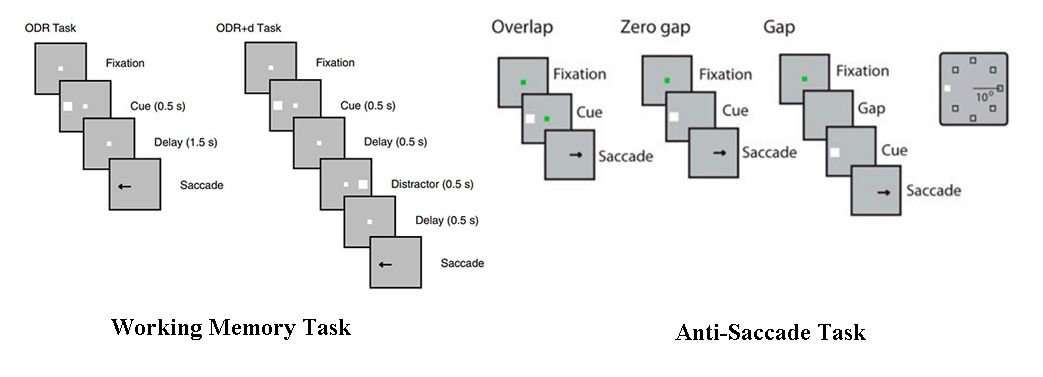 ODR Task
Fixation
Cue (0.5 s)
Delay (1.5 s)
Saccade
ODR+d Task
Fixation
Cue (0.5 s)
Delay (0.5 s)
Distractor (0.5 s)
Delay (0.5 s)
Saccade
Working Memory Task
Overlap
Fixation
Cue
Saccade
Zero gap
Fixation
Cue
Saccade
Gap
Fixation
Gap
Cue
Saccade
10°
Anti-Saccade Task